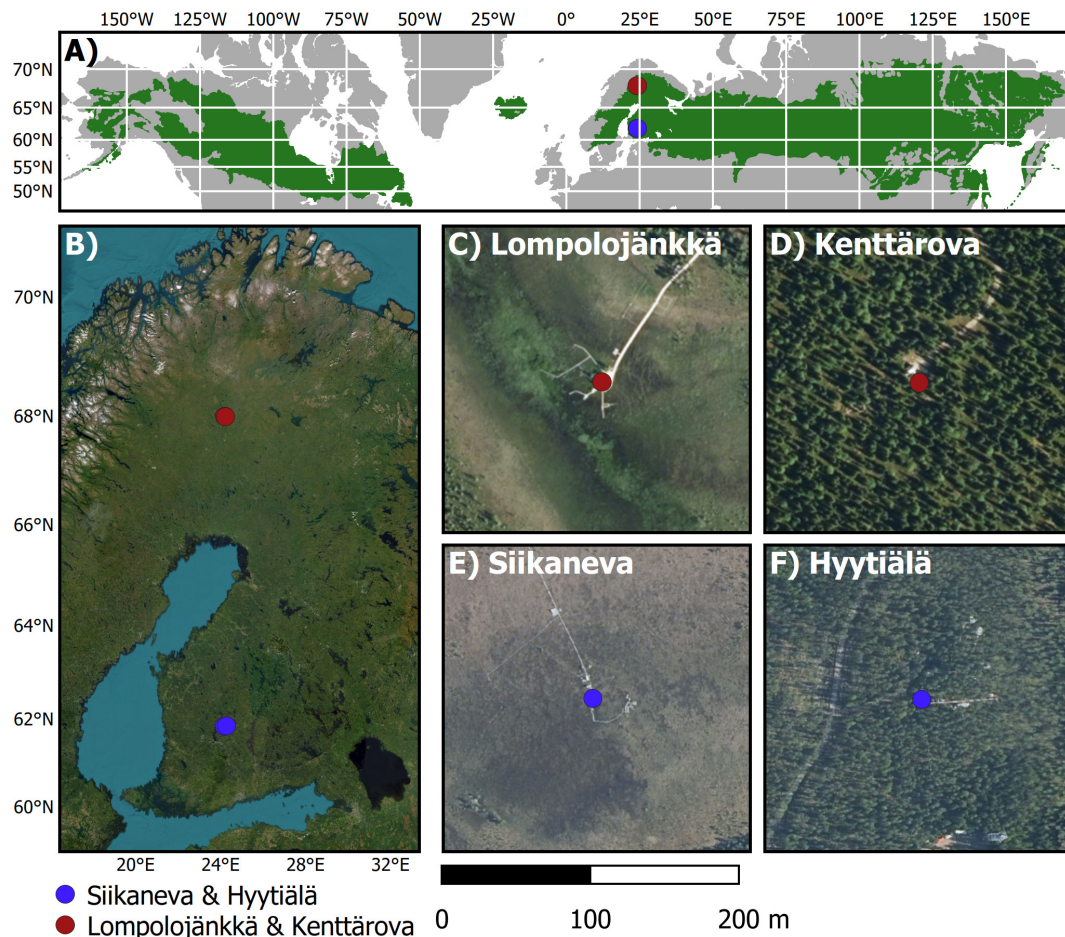 150°W 125°W 100°W 75°W 50°W 25°W 0° 25°E 50°E 75°E 100°E 125°E 150°E
A)
70°N
65°N
60°N
55°N
50°N
B)
70°N
68°N
66°N
64°N
62°N
60°N
20°E 24°E 28°E 32°E
C) Lompolojänkkä
D) Kenttärova
E) Siikaneva
F) Hyytiälä
Siikaneva & Hyytiälä
Lompolojänkkä & Kenttärova
0 100 200 m